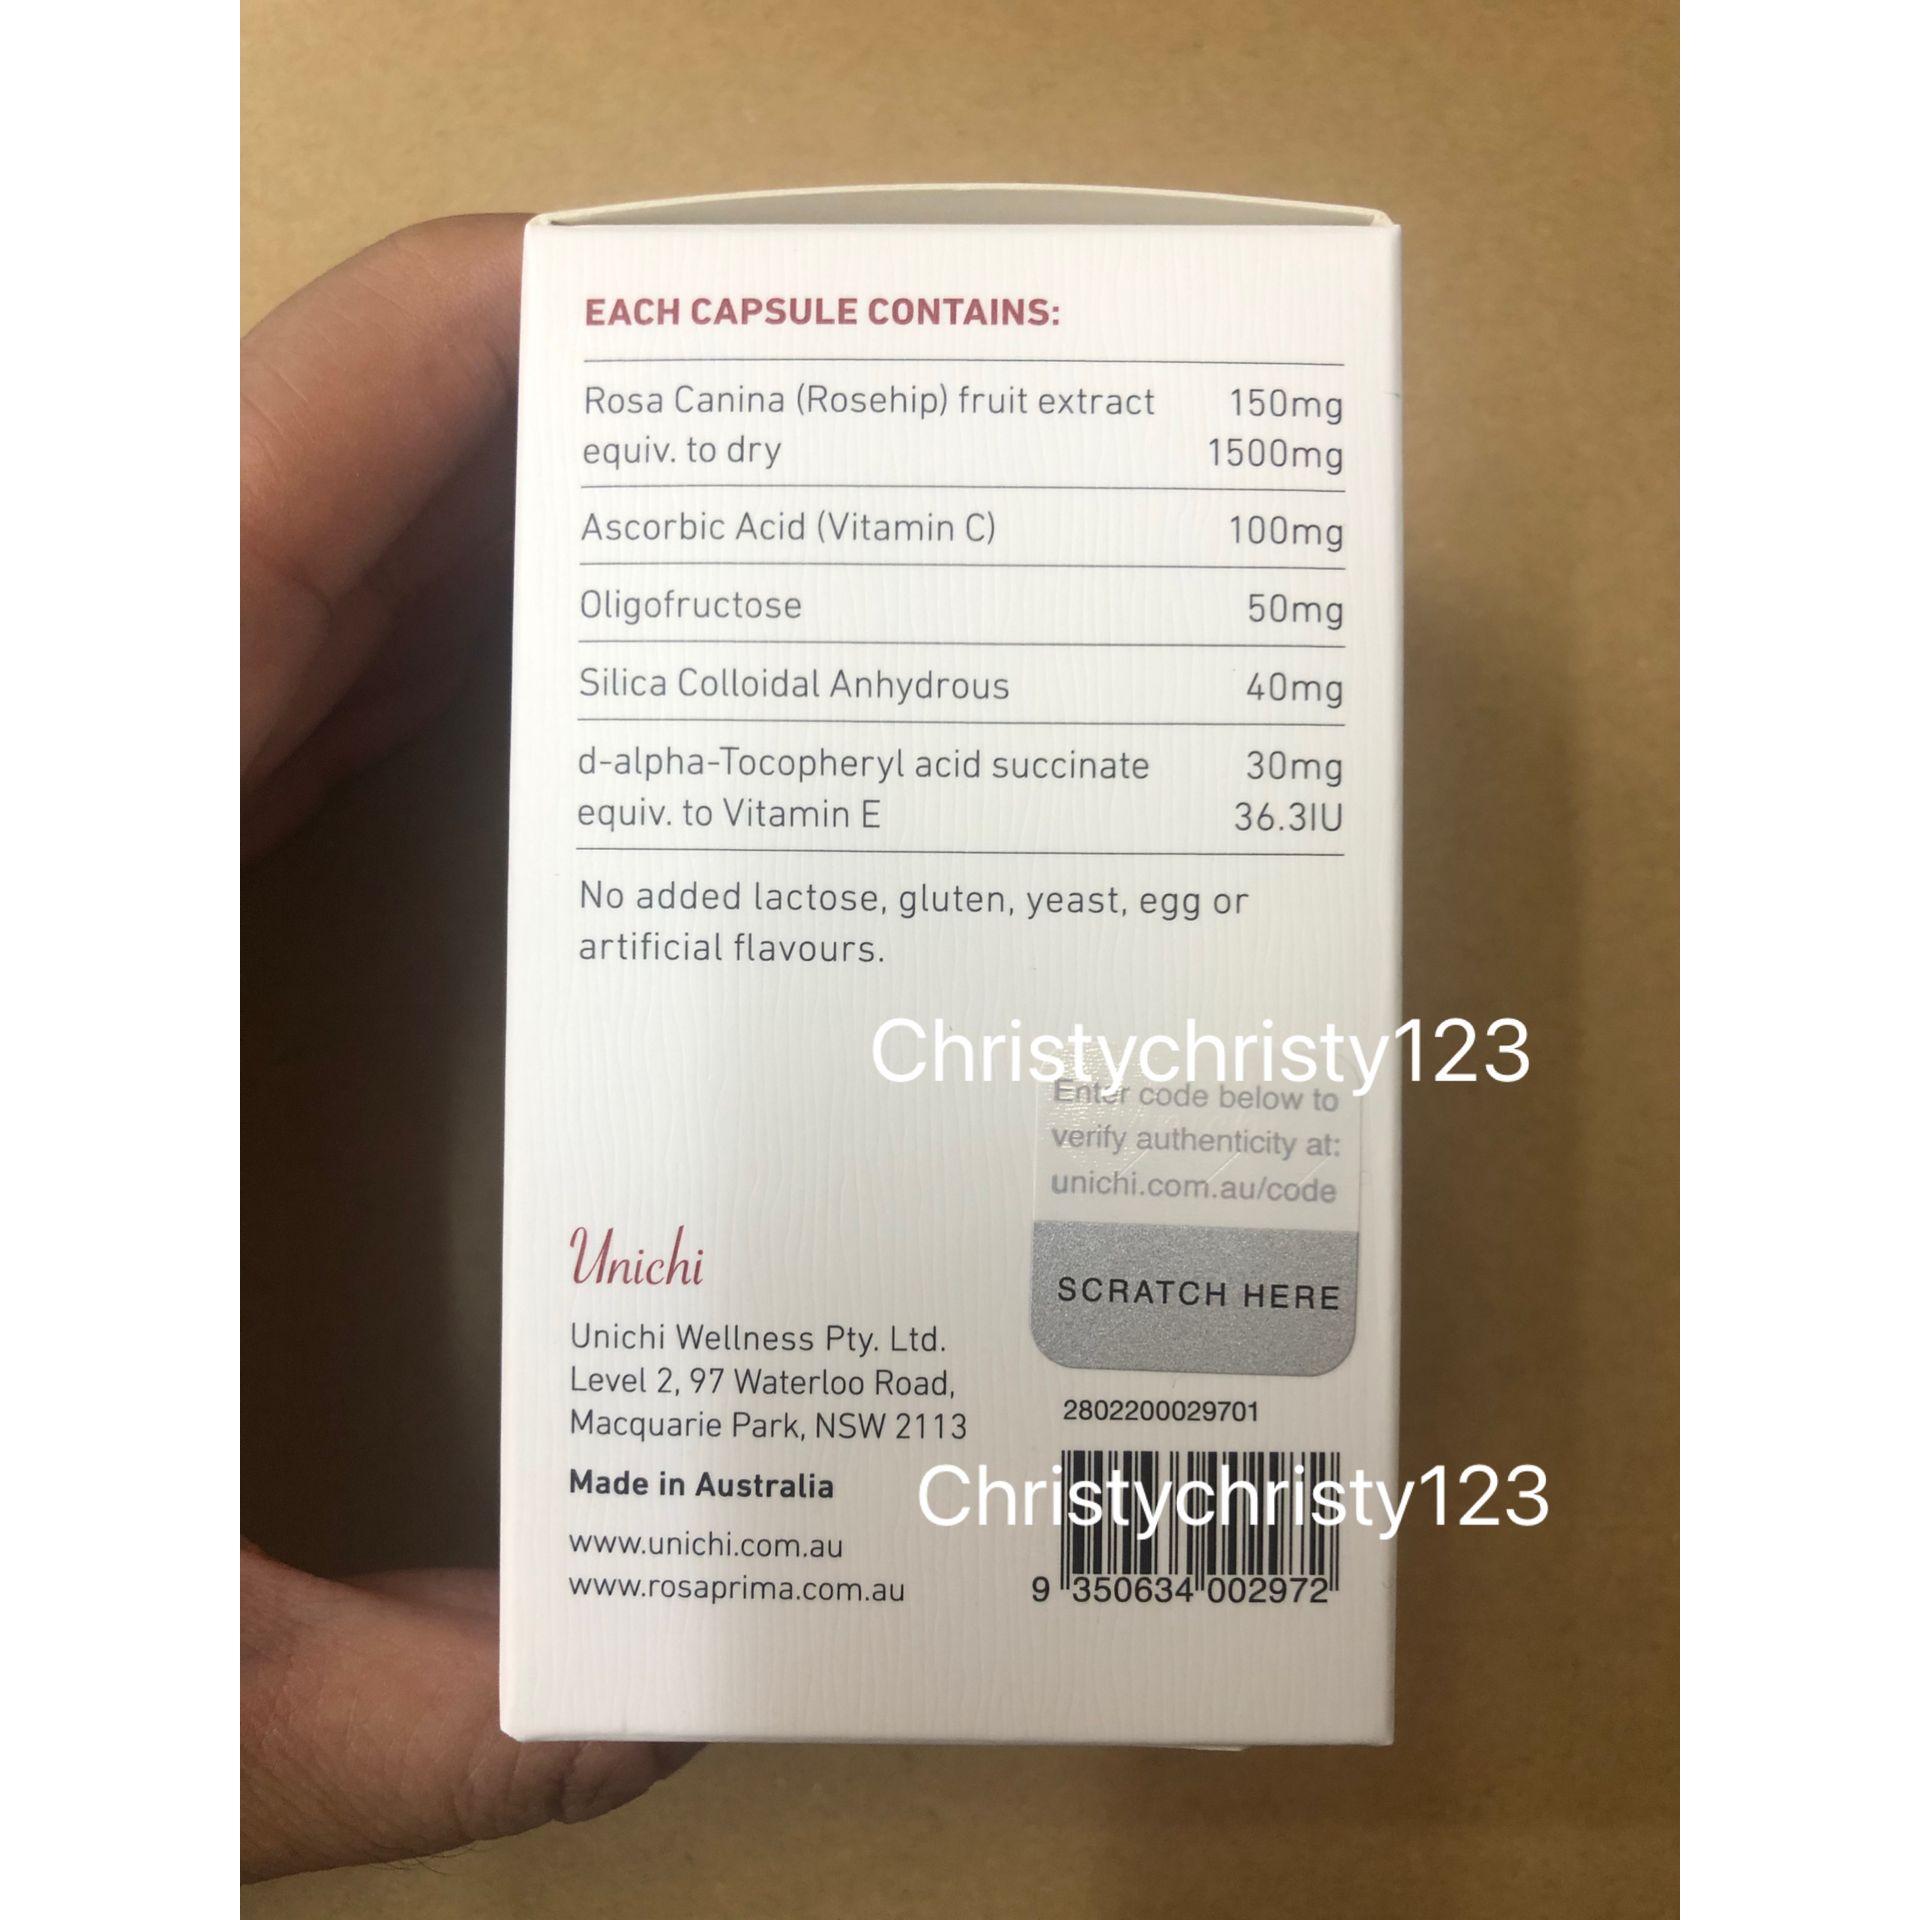 EACH CAPSULE CONTAINS:
Rosa Canina (Rosehip) fruit extract 150mg
equiv. to dry 1500mg
Ascorbic Acid (Vitamin C) 100mg
Oligofructose 50mg
Silica Colloidal Anhydrous 40mg
d-alpha-Tocopheryl acid succinate 30mg
equiv. to Vitamin E 36.3IU
No added lactose, gluten, yeast, egg or
artificial flavours.
Christychristy123
Enter code below to
verify authenticity at:
unichi.com.au/code
SCRATCH HERE
Unichi
Unichi Wellness Pty. Ltd.
Level 2, 97 Waterloo Road,
Macquarie Park, NSW 2113
Made in Australia
www.unichi.com.au
www.rosaprima.com.au
2802200029701
Christychristy123
9 350634 002972